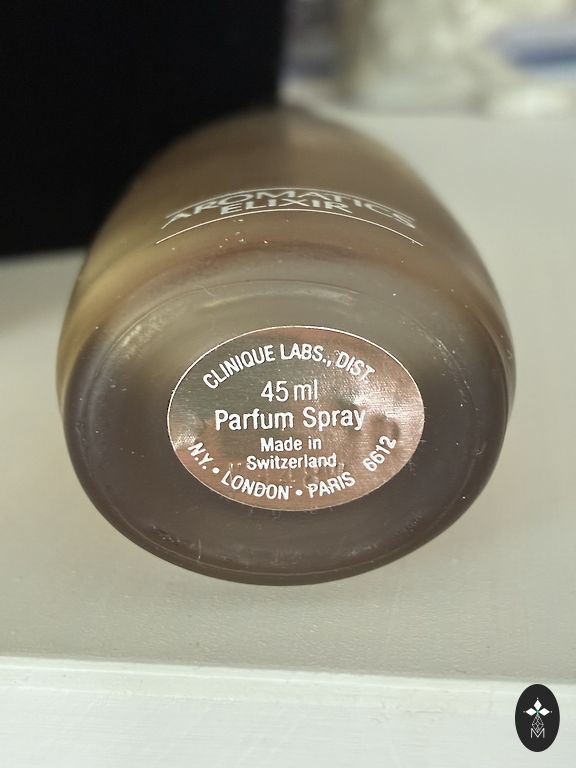 AROMATICS
ELIXIR
CLINIQUE LABS., DIST.
45 ml
Parfum Spray
Made in
Switzerland
N.Y. • LONDON • PARIS 6612
M